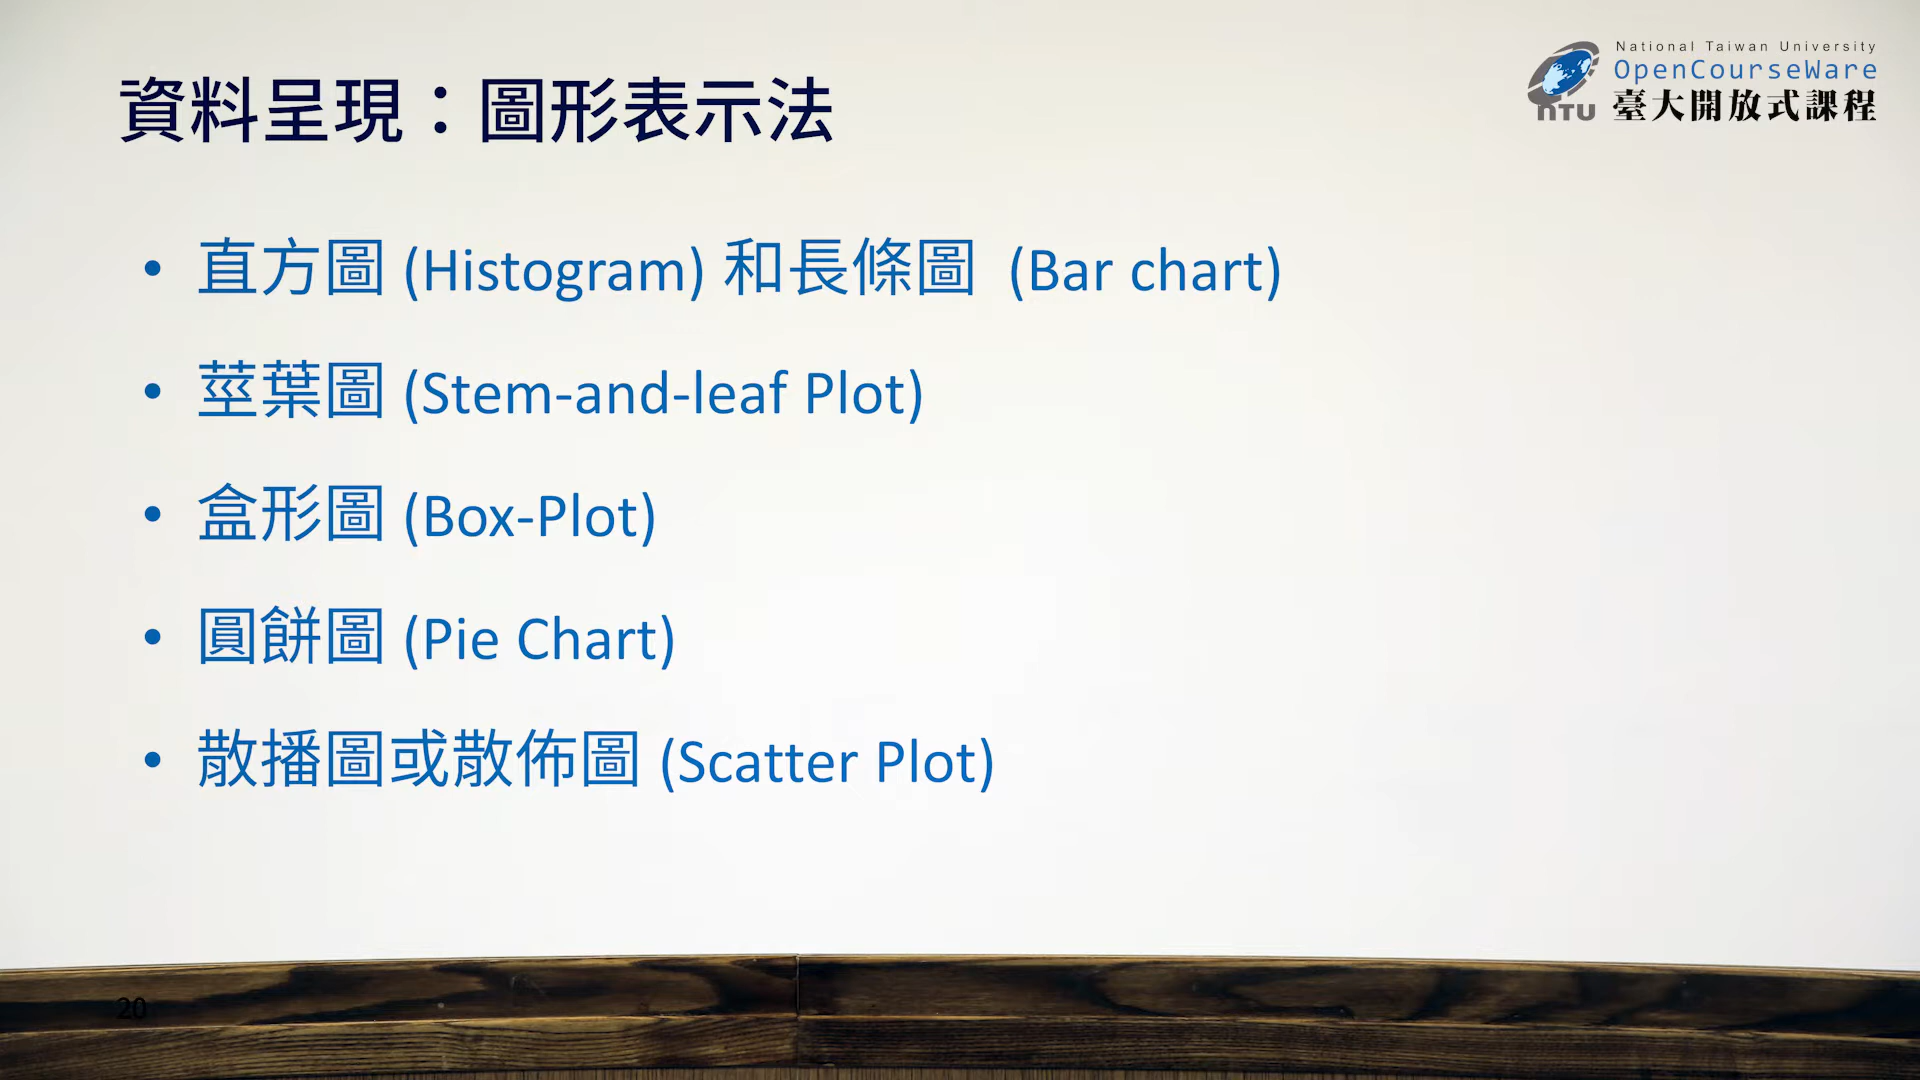 資料呈現：圖形表示法
National Taiwan University
OpenCourseWare
臺大開放式課程
NTU
• 直方圖 (Histogram) 和長條圖 (Bar chart)
• 莖葉圖 (Stem-and-leaf Plot)
• 盒形圖 (Box-Plot)
• 圓餅圖 (Pie Chart)
• 散播圖或散佈圖 (Scatter Plot)
20